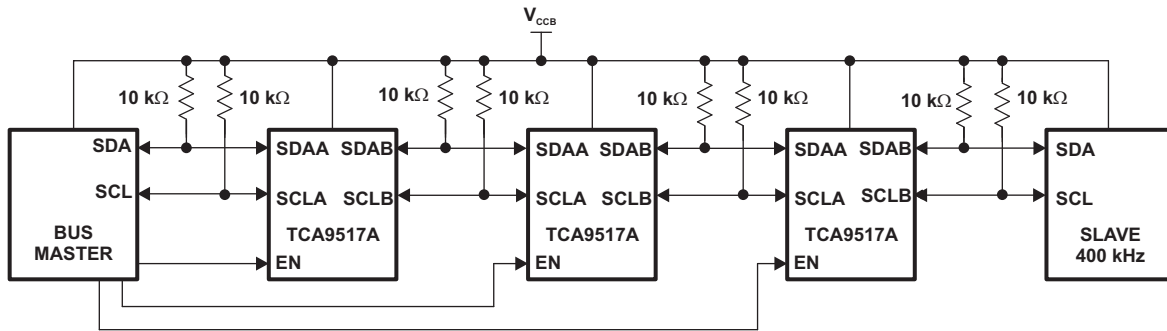 V_CCB
10 kΩ 10 kΩ 10 kΩ 10 kΩ 10 kΩ 10 kΩ 10 kΩ 10 kΩ
SDA SDAA SDAB SDAA SDAB SDAA SDAB SDA
SCL SCLA SCLB SCLA SCLB SCLA SCLB SCL
BUS MASTER
TCA9517A
EN
TCA9517A
EN
TCA9517A
EN
SLAVE
400 kHz